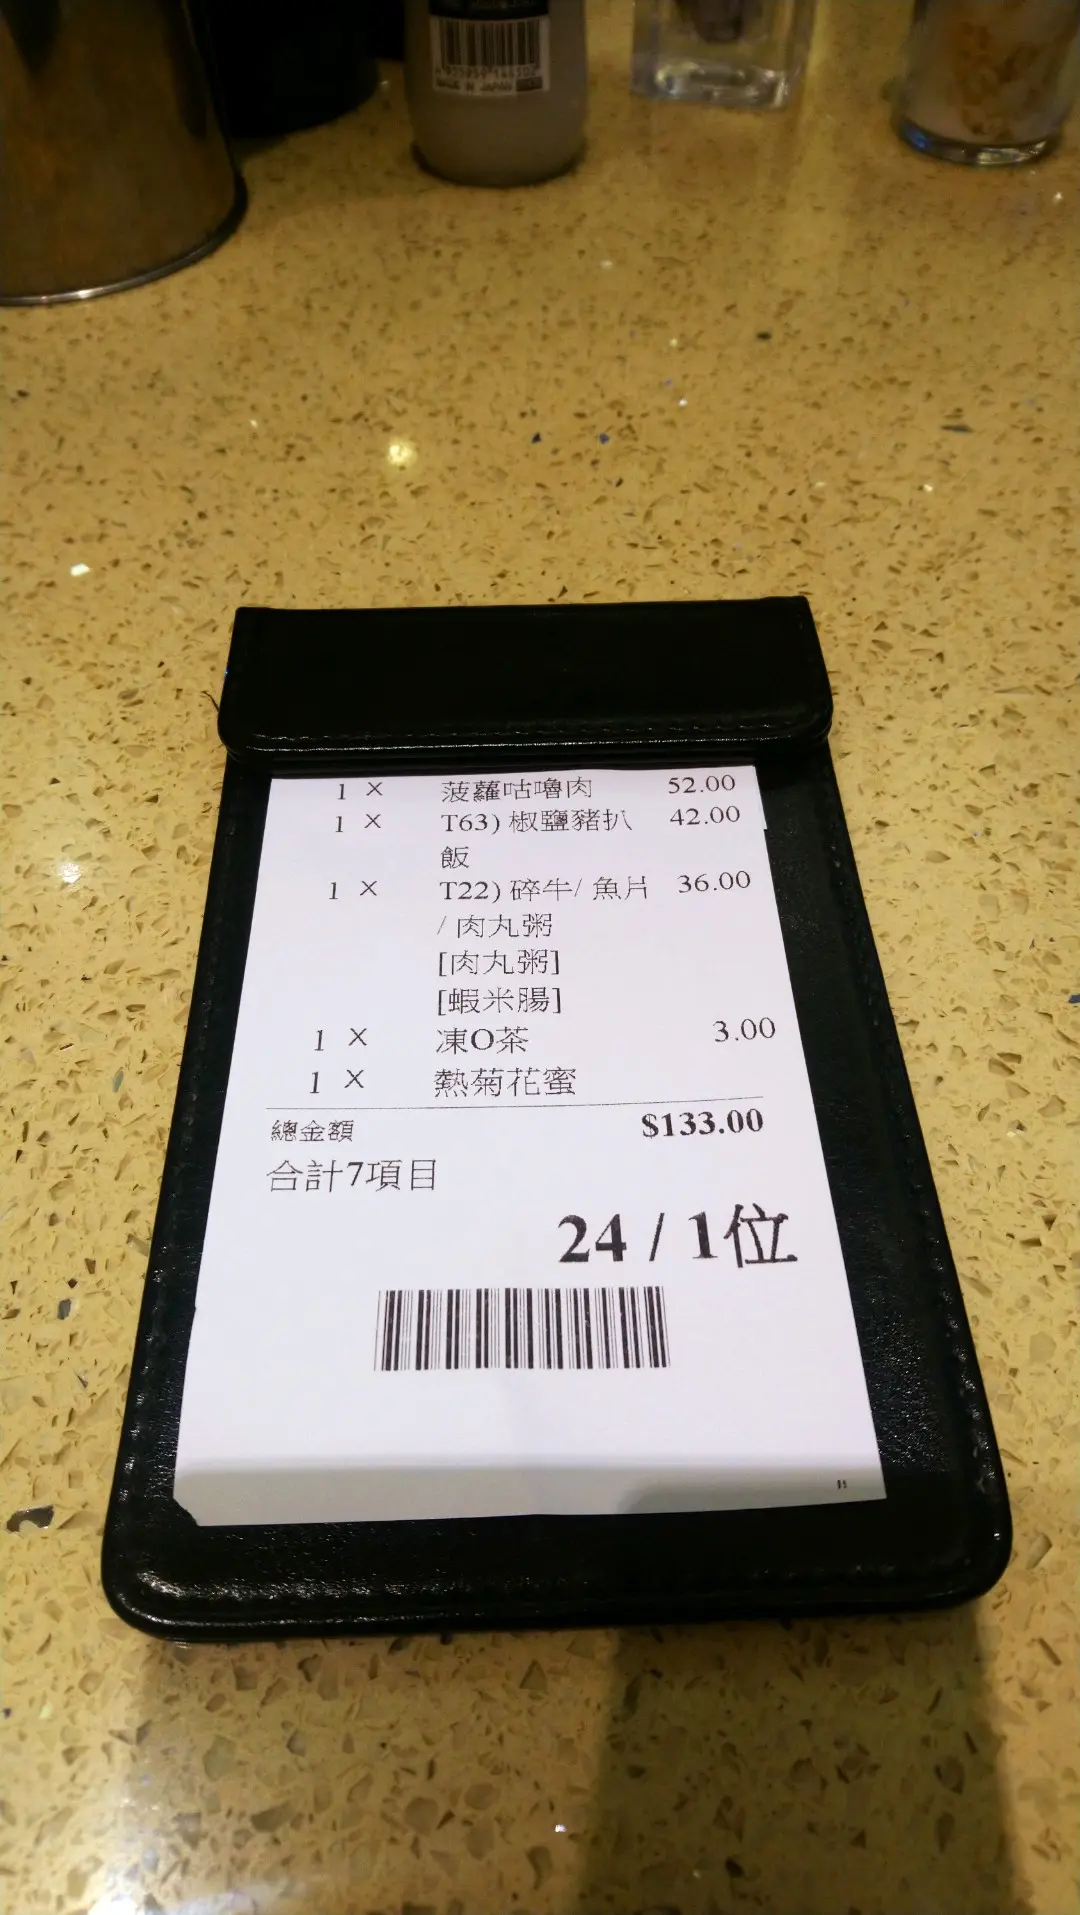 MADE IN JAPAN
1 × 菠蘿咕嚕肉 52.00
1 × T63) 椒鹽豬扒 42.00
飯
1 × T22) 碎牛/ 魚片 36.00
/ 肉丸粥
[肉丸粥]
[蝦米腸]
1 × 凍O茶 3.00
1 × 熱菊花蜜
總金額 $133.00
合計7項目
24 / 1位